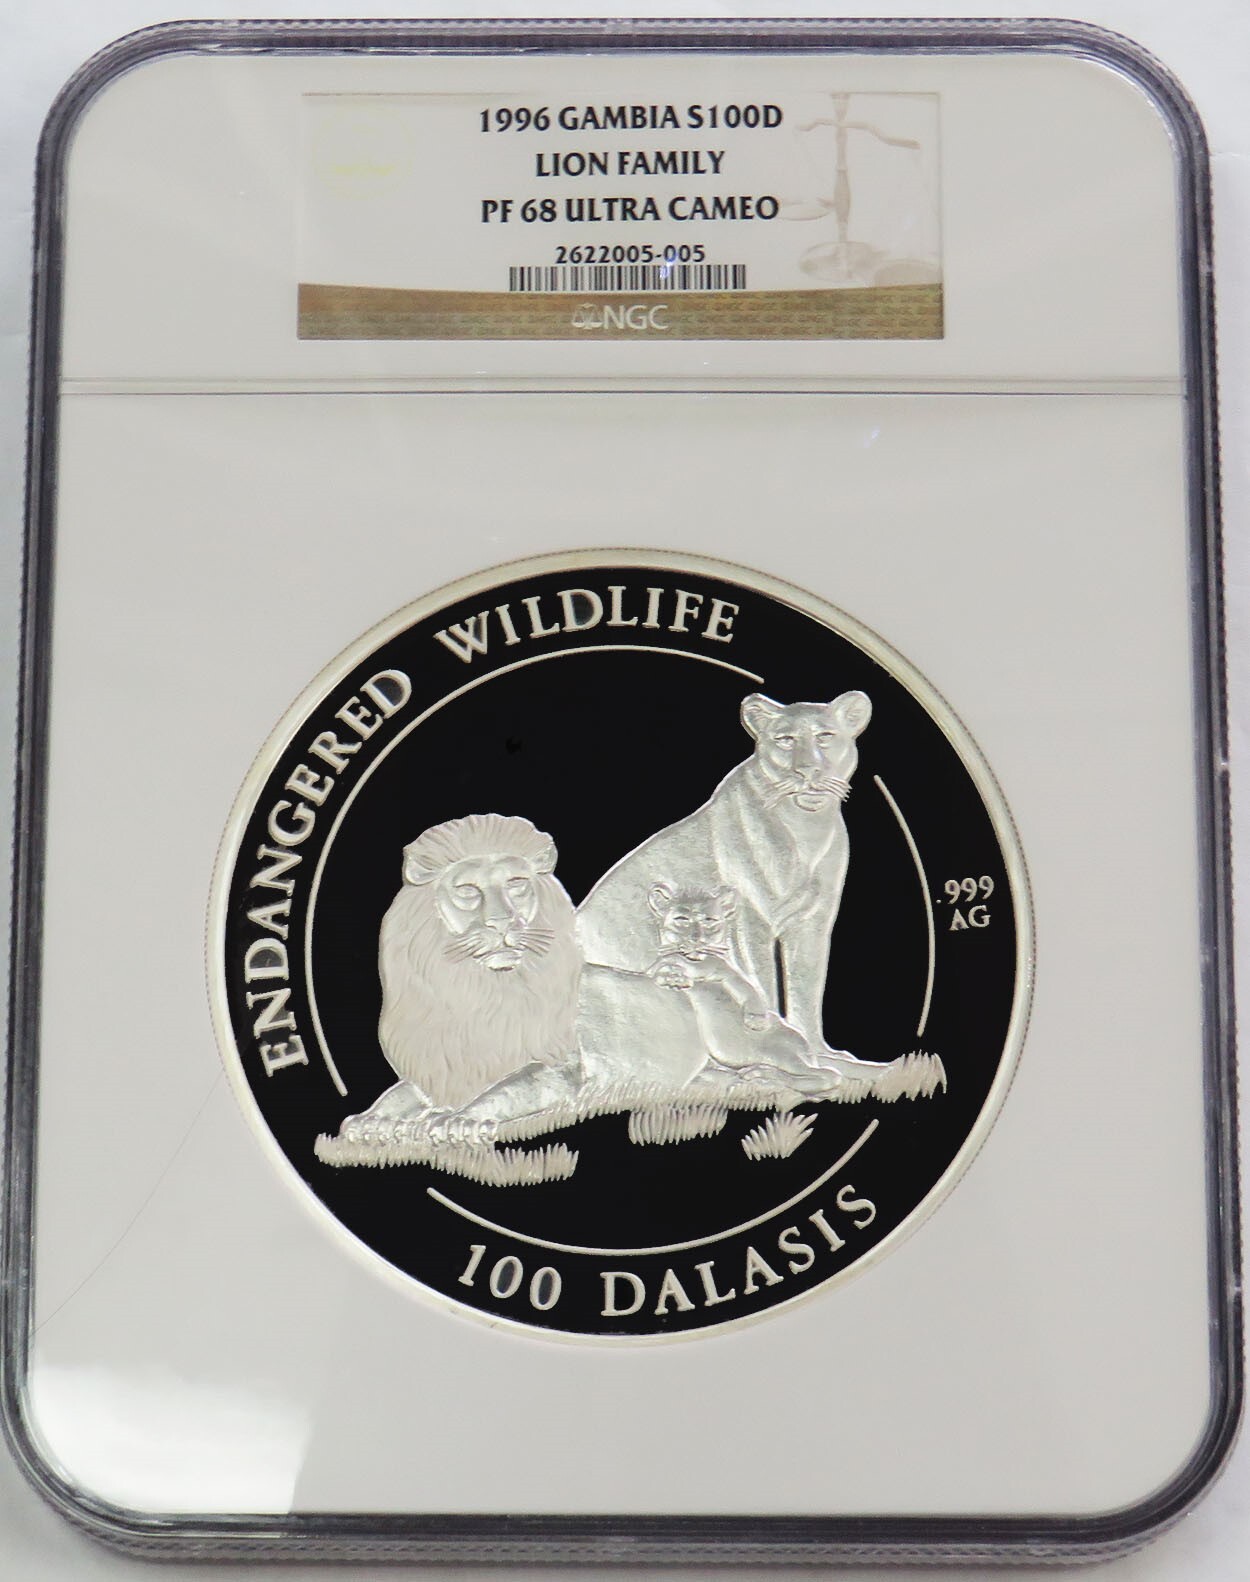 1996 GAMBIA S100D
LION FAMILY
PF 68 ULTRA CAMEO
2622005-005
NGC
ENDANGERED WILDLIFE
.999
AG
100 DALASIS